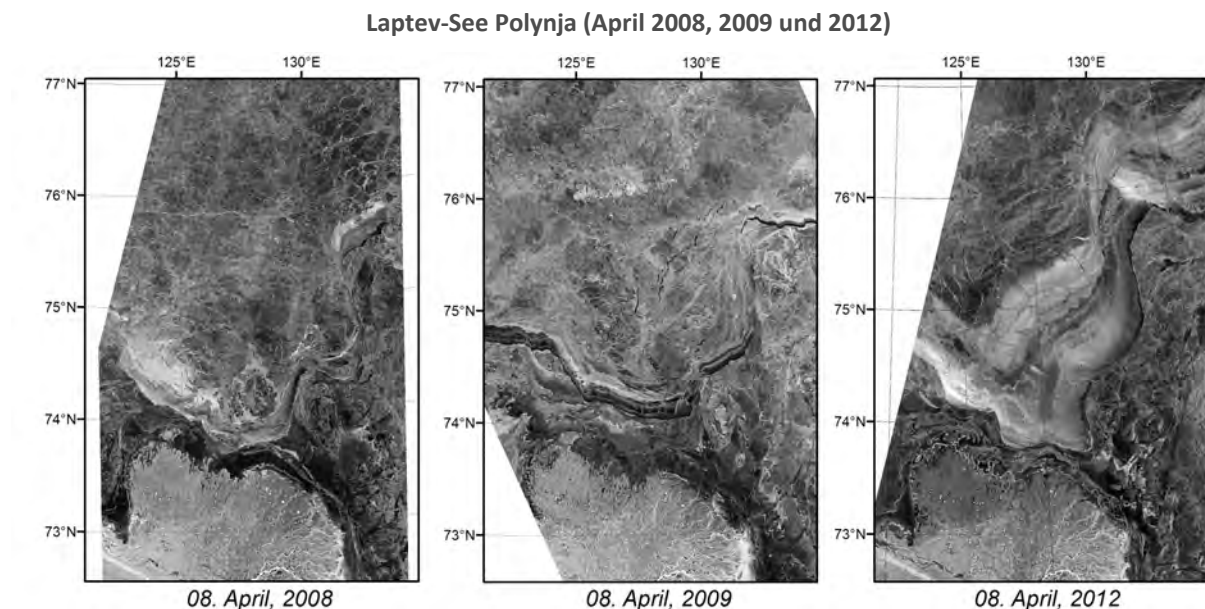 Laptev-See Polynja (April 2008, 2009 und 2012)
125°E 130°E
125°E 130°E
125°E 130°E
77°N
76°N
75°N
74°N
73°N
77°N
76°N
75°N
74°N
73°N
77°N
76°N
75°N
74°N
73°N
08. April, 2008
08. April, 2009
08. April, 2012